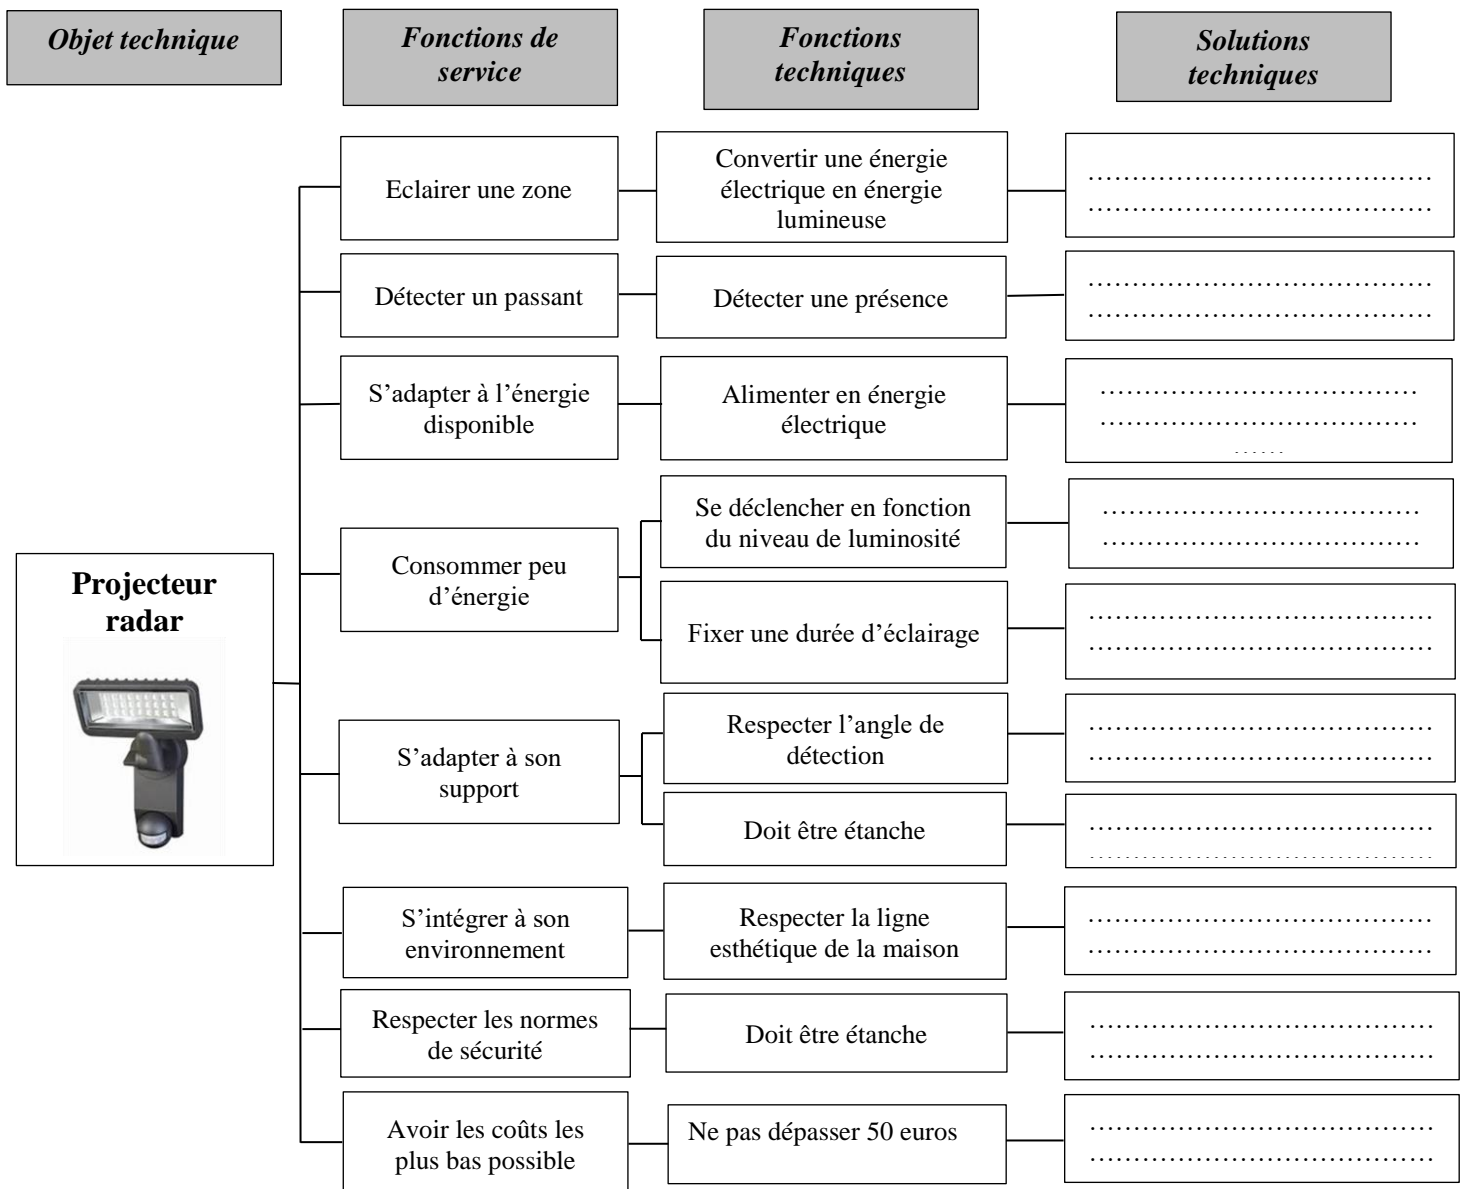 Objet technique
Fonctions de
service
Fonctions
techniques
Solutions
techniques
Eclairer une zone
Convertir une énergie
électrique en énergie
lumineuse
……………………………………
……………………………………
Détecter un passant
Détecter une présence
……………………………………
……………………………………
S’adapter à l’énergie
disponible
Alimenter en énergie
électrique
…………………………………
…………………………………
……
Projecteur
radar
Consommer peu
d’énergie
Se déclencher en fonction
du niveau de luminosité
…………………………………
…………………………………
Fixer une durée d’éclairage
……………………………………
……………………………………
S’adapter à son
support
Respecter l’angle de
détection
……………………………………
……………………………………
Doit être étanche
……………………………………
……………………………………
S’intégrer à son
environnement
Respecter la ligne
esthétique de la maison
……………………………………
……………………………………
Respecter les normes
de sécurité
Doit être étanche
……………………………………
……………………………………
Avoir les coûts les
plus bas possible
Ne pas dépasser 50 euros
……………………………………
……………………………………